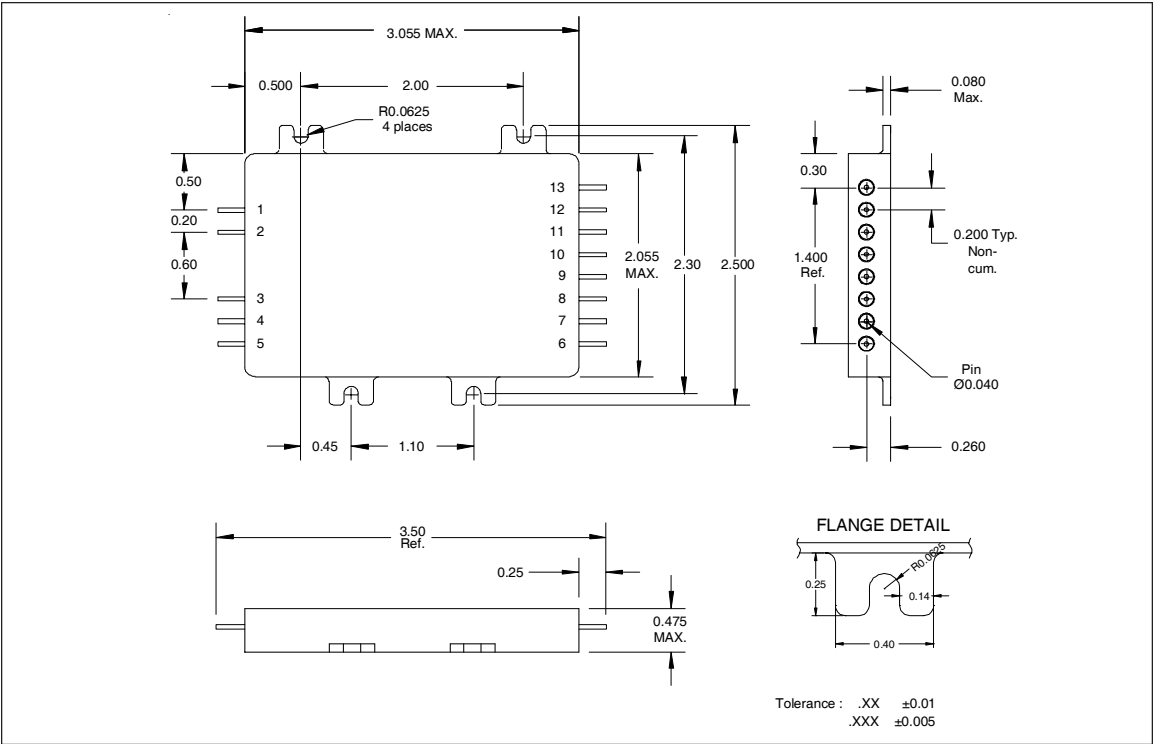 3.055 MAX.
0.500
2.00
R0.0625
4 places
0.50
0.20
0.60
1
2
3
4
5
13
12
11
10
9
8
7
6
2.055
MAX.
2.30
2.500
0.45
1.10
0.080
Max.
0.30
1.400
Ref.
0.200 Typ.
Non-
cum.
Pin
Ø0.040
0.260
3.50
Ref.
0.25
0.475
MAX.
FLANGE DETAIL
R0.0625
0.25
0.14
0.40
Tolerance : .XX ±0.01
.XXX ±0.005